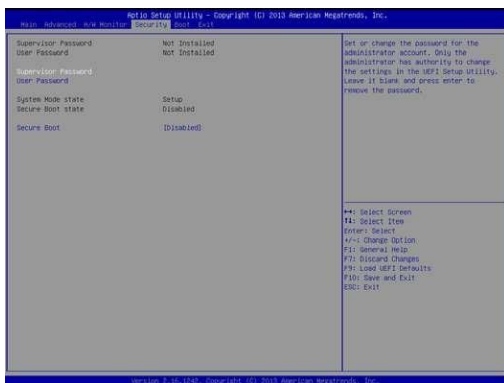 Aptio Setup Utility - Copyright (C) 2013 American Megatrends, Inc.
Main Advanced H/W Monitor Security Boot Exit
Supervisor Password Not Installed
User Password Not Installed
Supervisor Password
User Password
System Mode state Setup
Secure Boot state Disabled
Secure Boot [Disabled]
Set or change the password for the
administrator account. Only the
administrator has authority to change
the settings in the UEFI Setup Utility.
Leave it blank and press enter to
remove the password.
→←: Select Screen
↑↓: Select Item
Enter: Select
+/-: Change Option
F1: General Help
F7: Discard Changes
F9: Load UEFI Defaults
F10: Save and Exit
ESC: Exit
Version 2.16.1242. Copyright (C) 2013 American Megatrends, Inc.